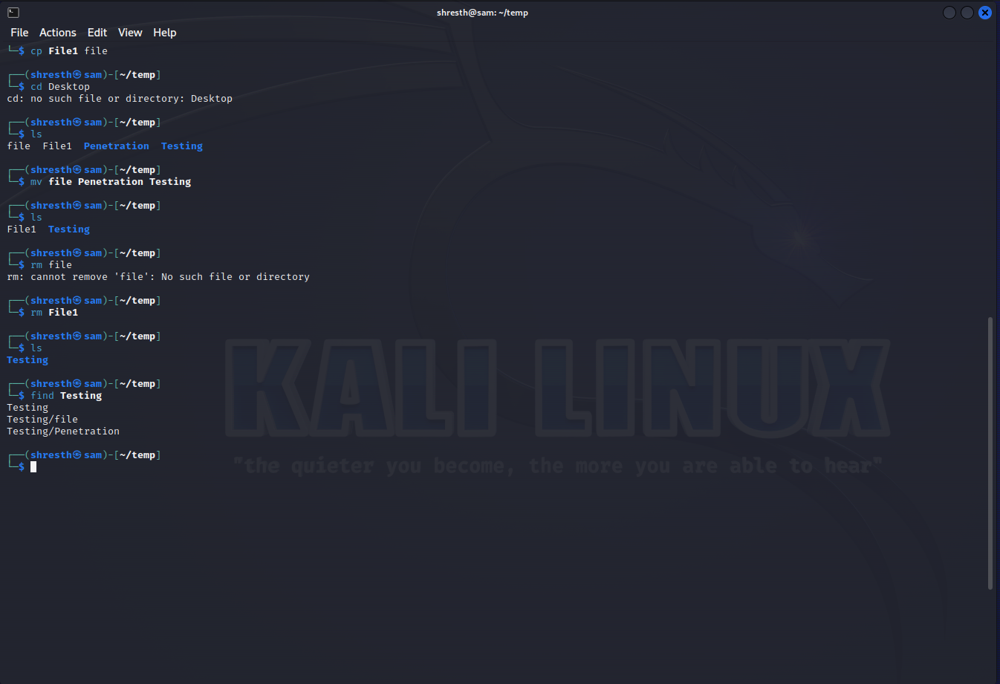 shresth@sam: ~/temp
File Actions Edit View Help
└─$ cp File1 file
┌──(shresth㉿sam)-[~/temp]
└─$ cd Desktop
cd: no such file or directory: Desktop
┌──(shresth㉿sam)-[~/temp]
└─$ ls
file File1 Penetration Testing
┌──(shresth㉿sam)-[~/temp]
└─$ mv file Penetration Testing
┌──(shresth㉿sam)-[~/temp]
└─$ ls
File1 Testing
┌──(shresth㉿sam)-[~/temp]
└─$ rm file
rm: cannot remove 'file': No such file or directory
┌──(shresth㉿sam)-[~/temp]
└─$ rm File1
┌──(shresth㉿sam)-[~/temp]
└─$ ls
Testing
┌──(shresth㉿sam)-[~/temp]
└─$ find Testing
Testing
Testing/file
Testing/Penetration
┌──(shresth㉿sam)-[~/temp]
└─$
KALI LINUX
"the quieter you become, the more you are able to hear"